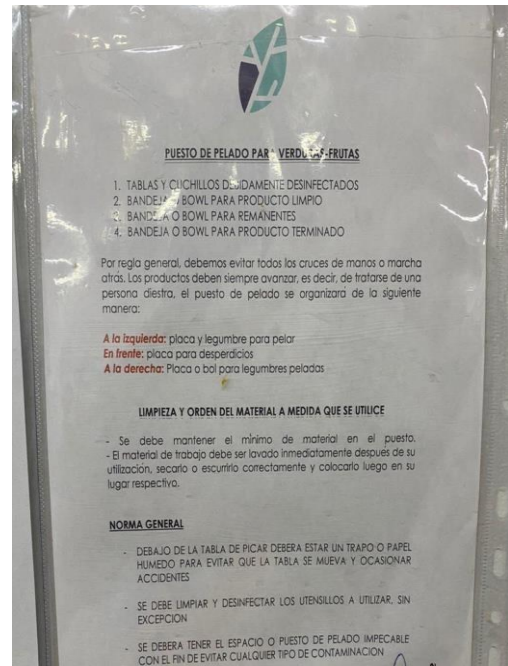 PUESTO DE PELADO PARA VERDURAS-FRUTAS
1. TABLAS Y CUCHILLOS DEBIDAMENTE DESINFECTADOS
2. BANDEJA O BOWL PARA PRODUCTO LIMPIO
3. BANDEJA O BOWL PARA REMANENTES
4. BANDEJA O BOWL PARA PRODUCTO TERMINADO
Por regla general, debemos evitar todos los cruces de manos o marcha
atrás. Los productos deben siempre avanzar, es decir, de tratarse de una
persona diestra, el puesto de pelado se organizará de la siguiente
manera:
A la izquierda: placa y legumbre para pelar
En frente: placa para desperdicios
A la derecha: Placa o bol para legumbres peladas
LIMPIEZA Y ORDEN DEL MATERIAL A MEDIDA QUE SE UTILICE
- Se debe mantener el mínimo de material en el puesto.
- El material de trabajo debe ser lavado inmediatamente después de su
utilización, secarlo o escurrirlo correctamente y colocarlo luego en su
lugar respectivo.
NORMA GENERAL
- DEBAJO DE LA TABLA DE PICAR DEBERA ESTAR UN TRAPO O PAPEL
HUMEDO PARA EVITAR QUE LA TABLA SE MUEVA Y OCASIONAR
ACCIDENTES
- SE DEBE LIMPIAR Y DESINFECTAR LOS UTENSILLOS A UTILIZAR, SIN
EXCEPCION
- SE DEBERA TENER EL ESPACIO O PUESTO DE PELADO IMPECABLE
CON EL FIN DE EVITAR CUALQUIER TIPO DE CONTAMINACION